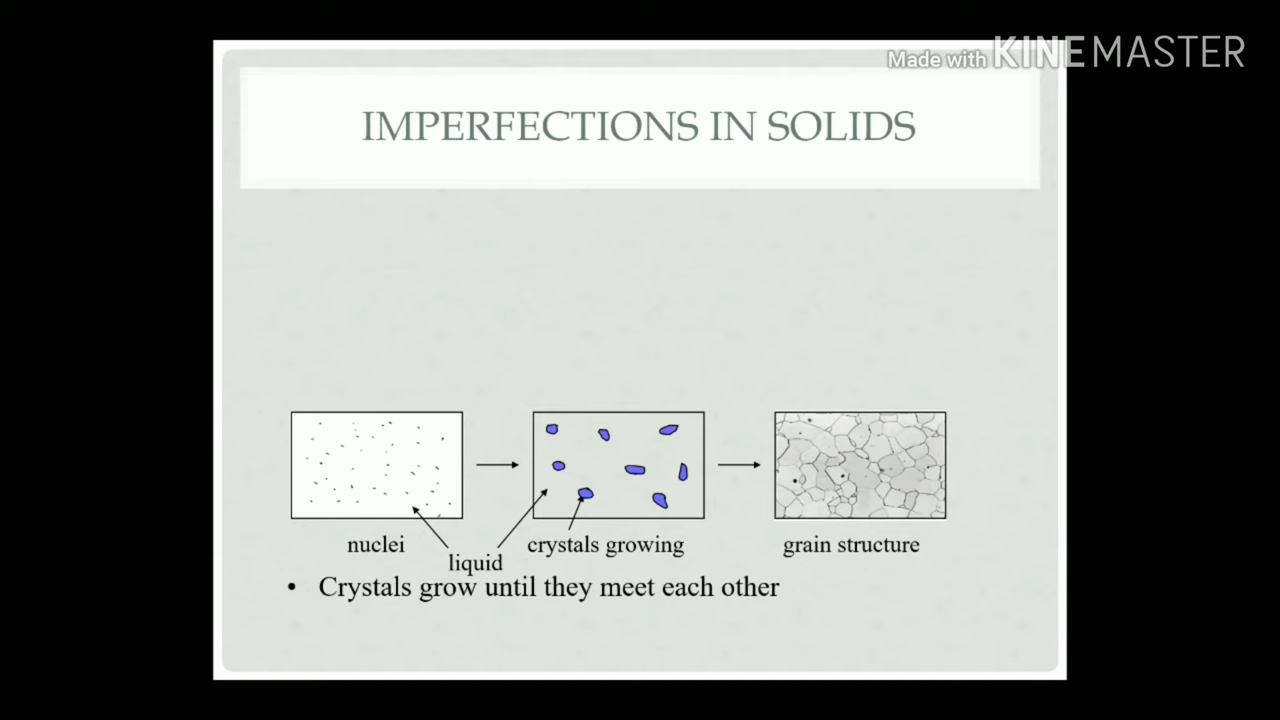 Made with KINEMASTER
IMPERFECTIONS IN SOLIDS
nuclei
liquid
crystals growing
grain structure
• Crystals grow until they meet each other